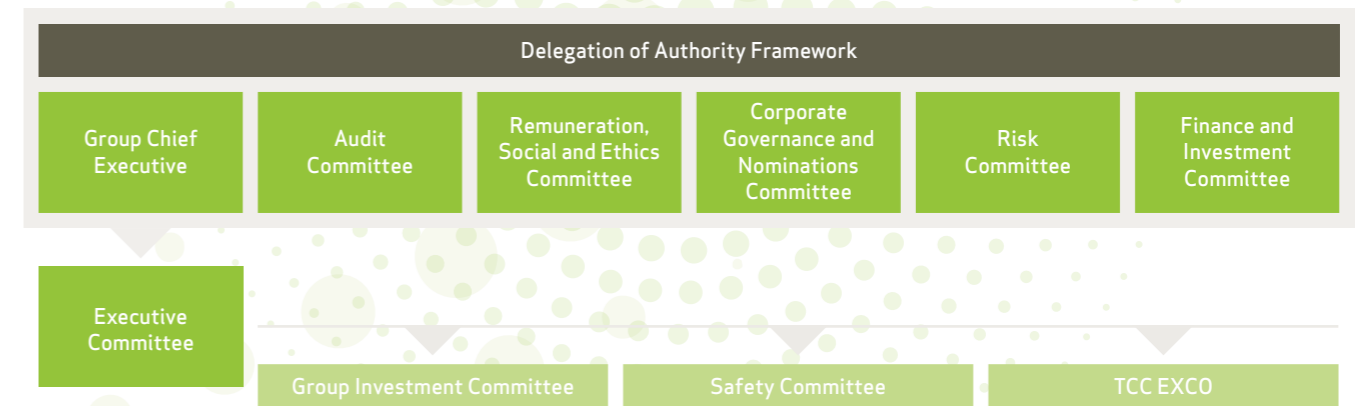 Delegation of Authority Framework
Group Chief
Executive
Audit
Committee
Remuneration,
Social and Ethics
Committee
Corporate
Governance and
Nominations
Committee
Risk
Committee
Finance and
Investment
Committee
Executive
Committee
Group Investment Committee
Safety Committee
TCC EXCO